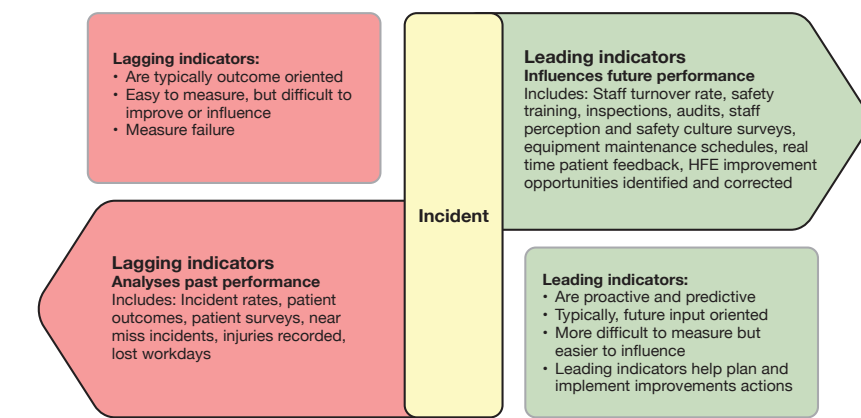 Lagging indicators:
• Are typically outcome oriented
• Easy to measure, but difficult to
improve or influence
• Measure failure
Leading indicators
Influences future performance
Includes: Staff turnover rate, safety
training, inspections, audits, staff
perception and safety culture surveys,
equipment maintenance schedules, real
time patient feedback, HFE improvement
opportunities identified and corrected
Incident
Lagging indicators
Analyses past performance
Includes: Incident rates, patient
outcomes, patient surveys, near
miss incidents, injuries recorded,
lost workdays
Leading indicators:
• Are proactive and predictive
• Typically, future input oriented
• More difficult to measure but
easier to influence
• Leading indicators help plan and
implement improvements actions